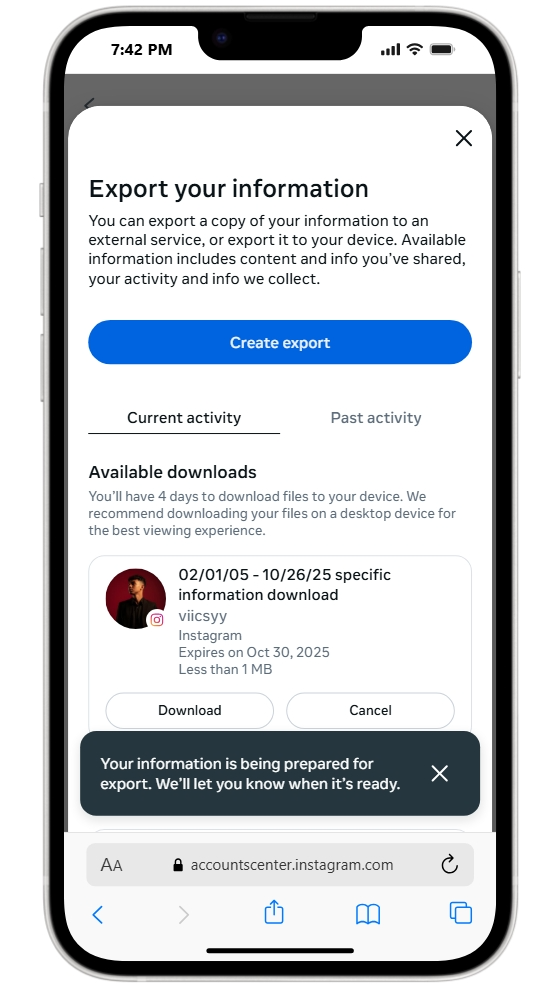 7:42 PM
Export your information
You can export a copy of your information to an
external service, or export it to your device. Available
information includes content and info you've shared,
your activity and info we collect.
Create export
Current activity
Past activity
Available downloads
You'll have 4 days to download files to your device. We
recommend downloading your files on a desktop device for
the best viewing experience.
02/01/05 - 10/26/25 specific
information download
viicsyy
Instagram
Expires on Oct 30, 2025
Less than 1 MB
Download
Cancel
Your information is being prepared for
export. We'll let you know when it's ready.
AA
accountscenter.instagram.com